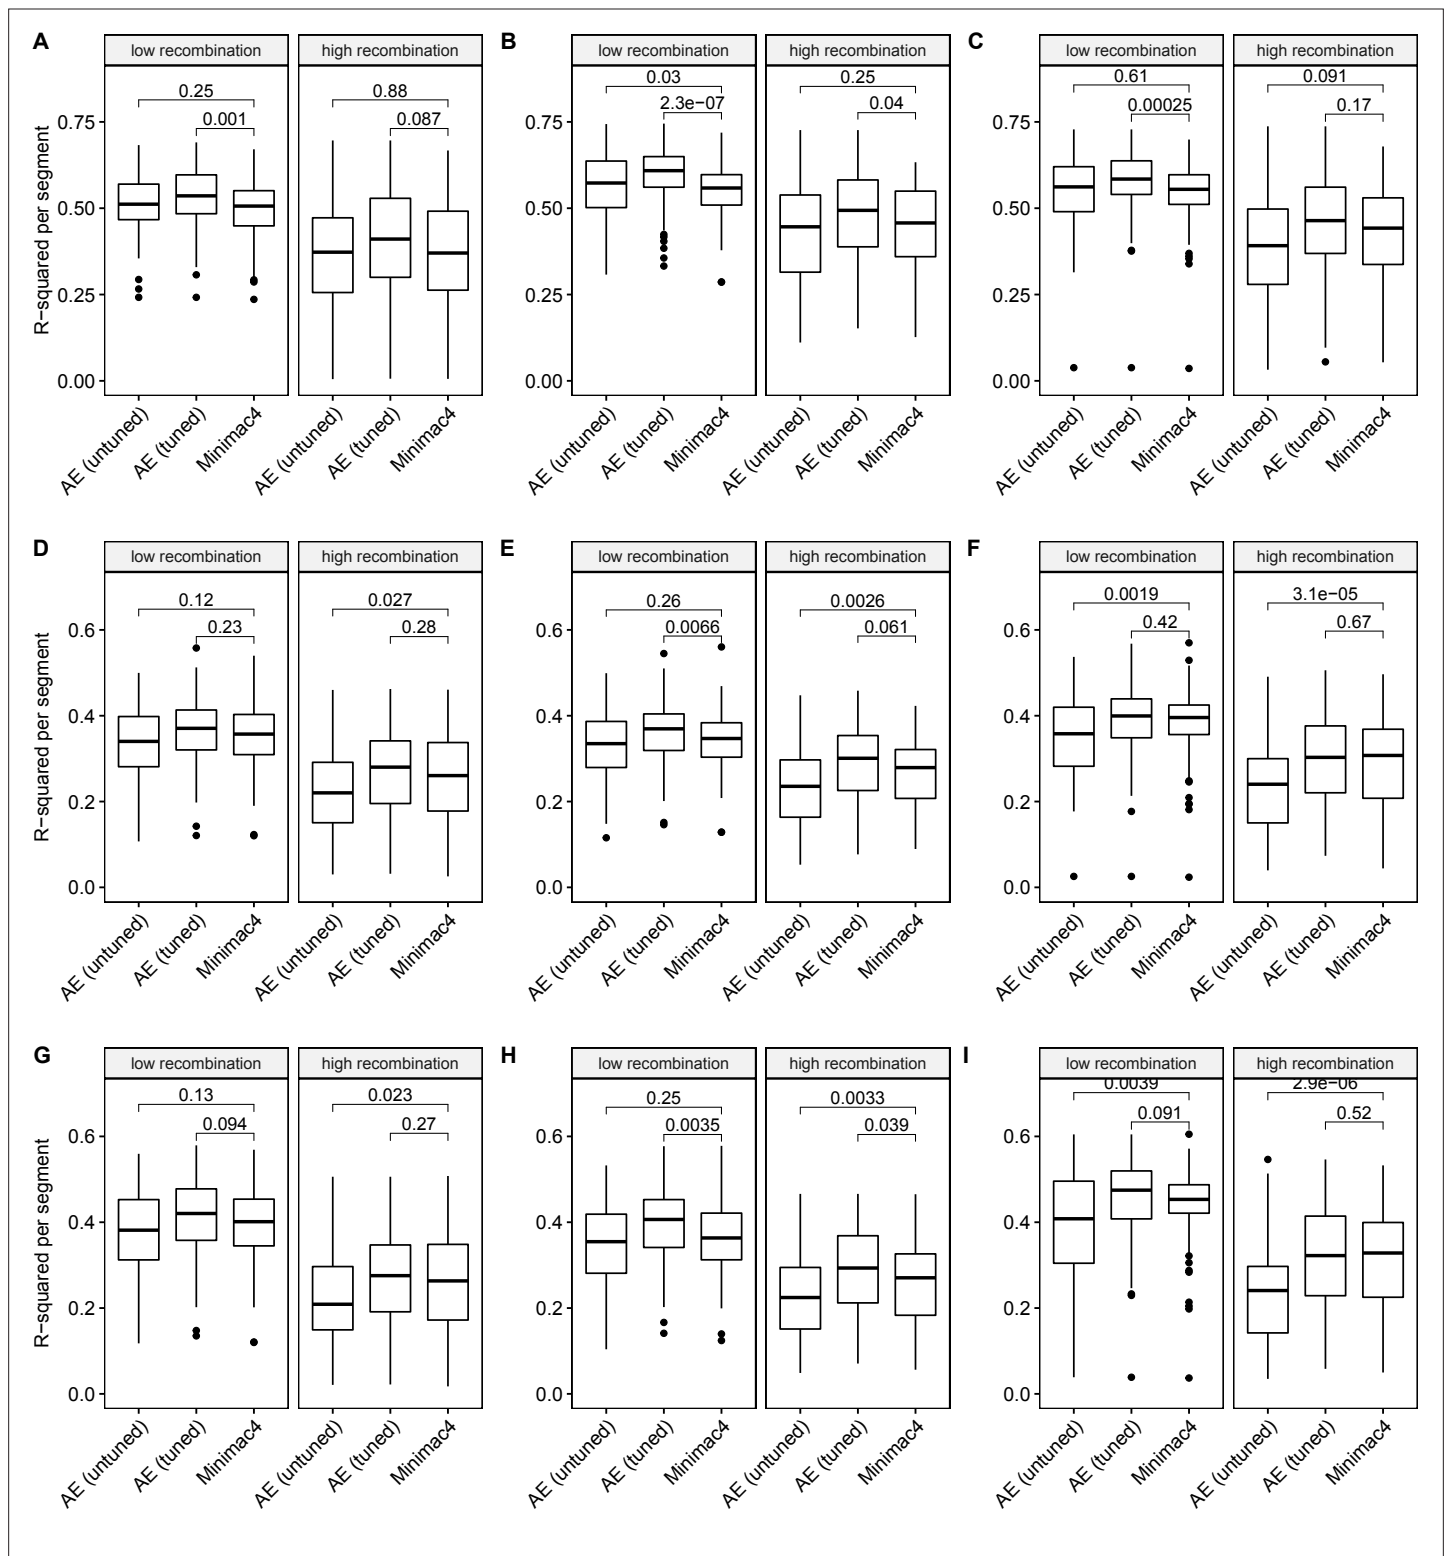 A B C
low recombination high recombination low recombination high recombination low recombination high recombination
0.25 0.88 0.03 0.25 0.61 0.091
0.001 0.087 2.3e−07 0.04 0.00025 0.17
R−squared per segment
0.75 0.75 0.75
0.50 0.50 0.50
0.25 0.25 0.25
0.00 0.00 0.00
AE (untuned) AE (tuned) Minimac4 AE (untuned) AE (tuned) Minimac4 AE (untuned) AE (tuned) Minimac4 AE (untuned) AE (tuned) Minimac4 AE (untuned) AE (tuned) Minimac4 AE (untuned) AE (tuned) Minimac4
D E F
low recombination high recombination low recombination high recombination low recombination high recombination
0.12 0.027 0.26 0.0026 0.0019 3.1e−05
0.23 0.28 0.0066 0.061 0.42 0.67
R−squared per segment
0.6 0.6 0.6
0.4 0.4 0.4
0.2 0.2 0.2
0.0 0.0 0.0
AE (untuned) AE (tuned) Minimac4 AE (untuned) AE (tuned) Minimac4 AE (untuned) AE (tuned) Minimac4 AE (untuned) AE (tuned) Minimac4 AE (untuned) AE (tuned) Minimac4 AE (untuned) AE (tuned) Minimac4
G H I
low recombination high recombination low recombination high recombination low recombination high recombination
0.13 0.023 0.25 0.0033 0.0039 2.9e−06
0.094 0.27 0.0035 0.039 0.091 0.52
R−squared per segment
0.6 0.6 0.6
0.4 0.4 0.4
0.2 0.2 0.2
0.0 0.0 0.0
AE (untuned) AE (tuned) Minimac4 AE (untuned) AE (tuned) Minimac4 AE (untuned) AE (tuned) Minimac4 AE (untuned) AE (tuned) Minimac4 AE (untuned) AE (tuned) Minimac4 AE (untuned) AE (tuned) Minimac4